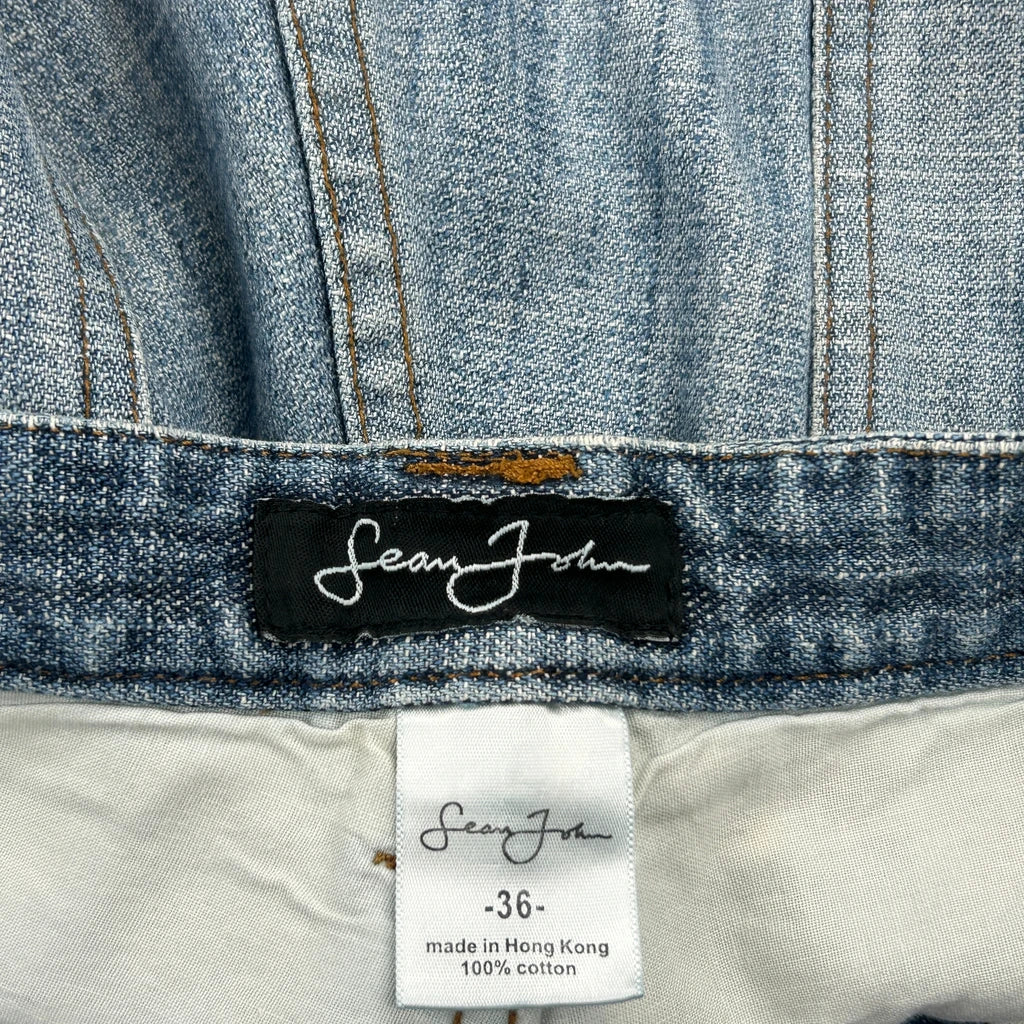 Sean John
Sean John
-36-
made in Hong Kong
100% cotton